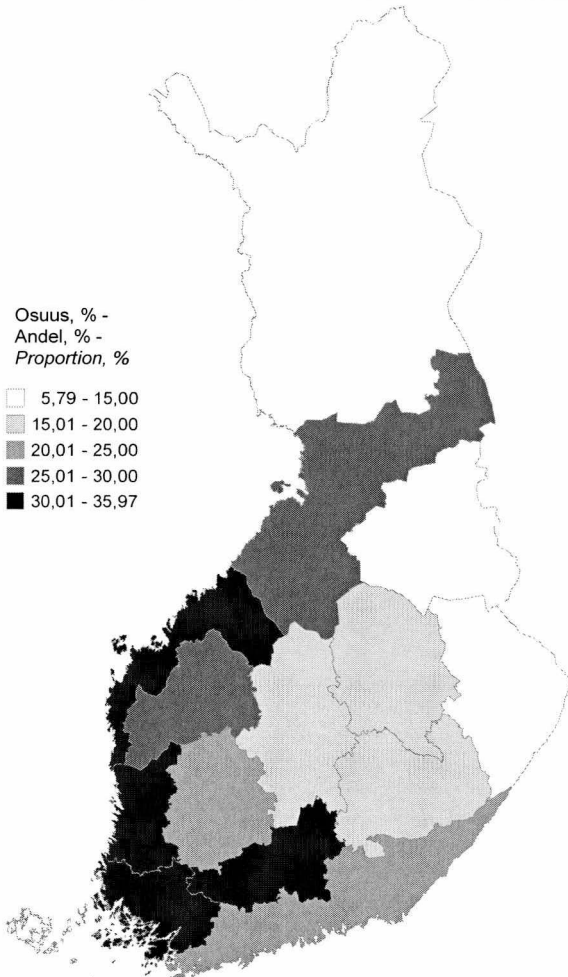 Osuus, % -
Andel, % -
Proportion, %
5,79 - 15,00
15,01 - 20,00
20,01 - 25,00
25,01 - 30,00
30,01 - 35,97